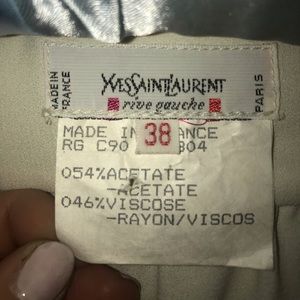 MADE IN
FRANCE
YVES SAINT LAURENT
rive gauche
PARIS
MADE IN ANCE
RG C90 804
38
054%ACETATE
-ACETATE
046%VISCOSE
-RAYON/VISCOS